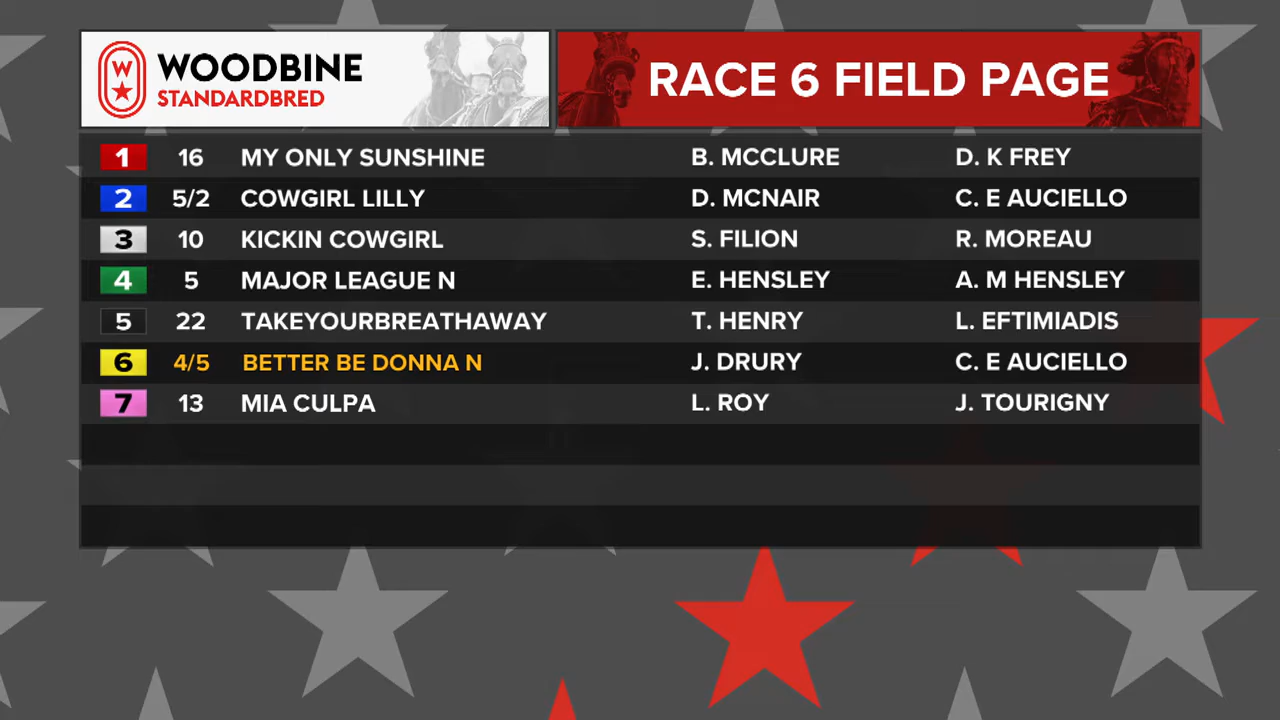 W
WOODBINE
STANDARDBRED
RACE 6 FIELD PAGE
1 16 MY ONLY SUNSHINE B. MCCLURE D. K FREY
2 5/2 COWGIRL LILLY D. MCNAIR C. E AUCIELLO
3 10 KICKIN COWGIRL S. FILION R. MOREAU
4 5 MAJOR LEAGUE N E. HENSLEY A. M HENSLEY
5 22 TAKEYOURBREATHAWAY T. HENRY L. EFTIMIADIS
6 4/5 BETTER BE DONNA N J. DRURY C. E AUCIELLO
7 13 MIA CULPA L. ROY J. TOURIGNY